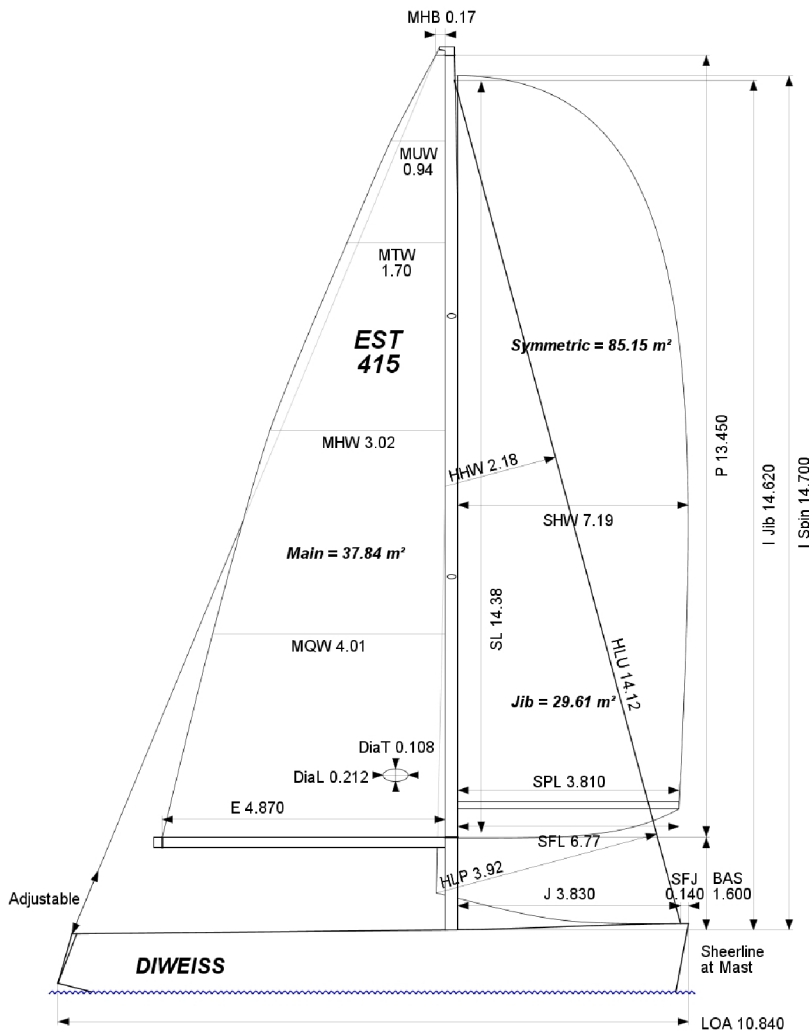 MHB 0.17
MUW
0.94
MTW
1.70
EST
415
Symmetric = 85.15 m²
MHW 3.02
HHW 2.18
P 13.450
I Jib 14.620
I Spin 14.700
SHW 7.19
Main = 37.84 m²
SL 14.38
MQW 4.01
HLU 14.12
Jib = 29.61 m²
DiaT 0.108
DiaL 0.212
SPL 3.810
E 4.870
SFL 6.77
HLP 3.92
SFJ
0.140
BAS
1.600
J 3.830
Adjustable
Sheerline
at Mast
DIWEISS
LOA 10.840